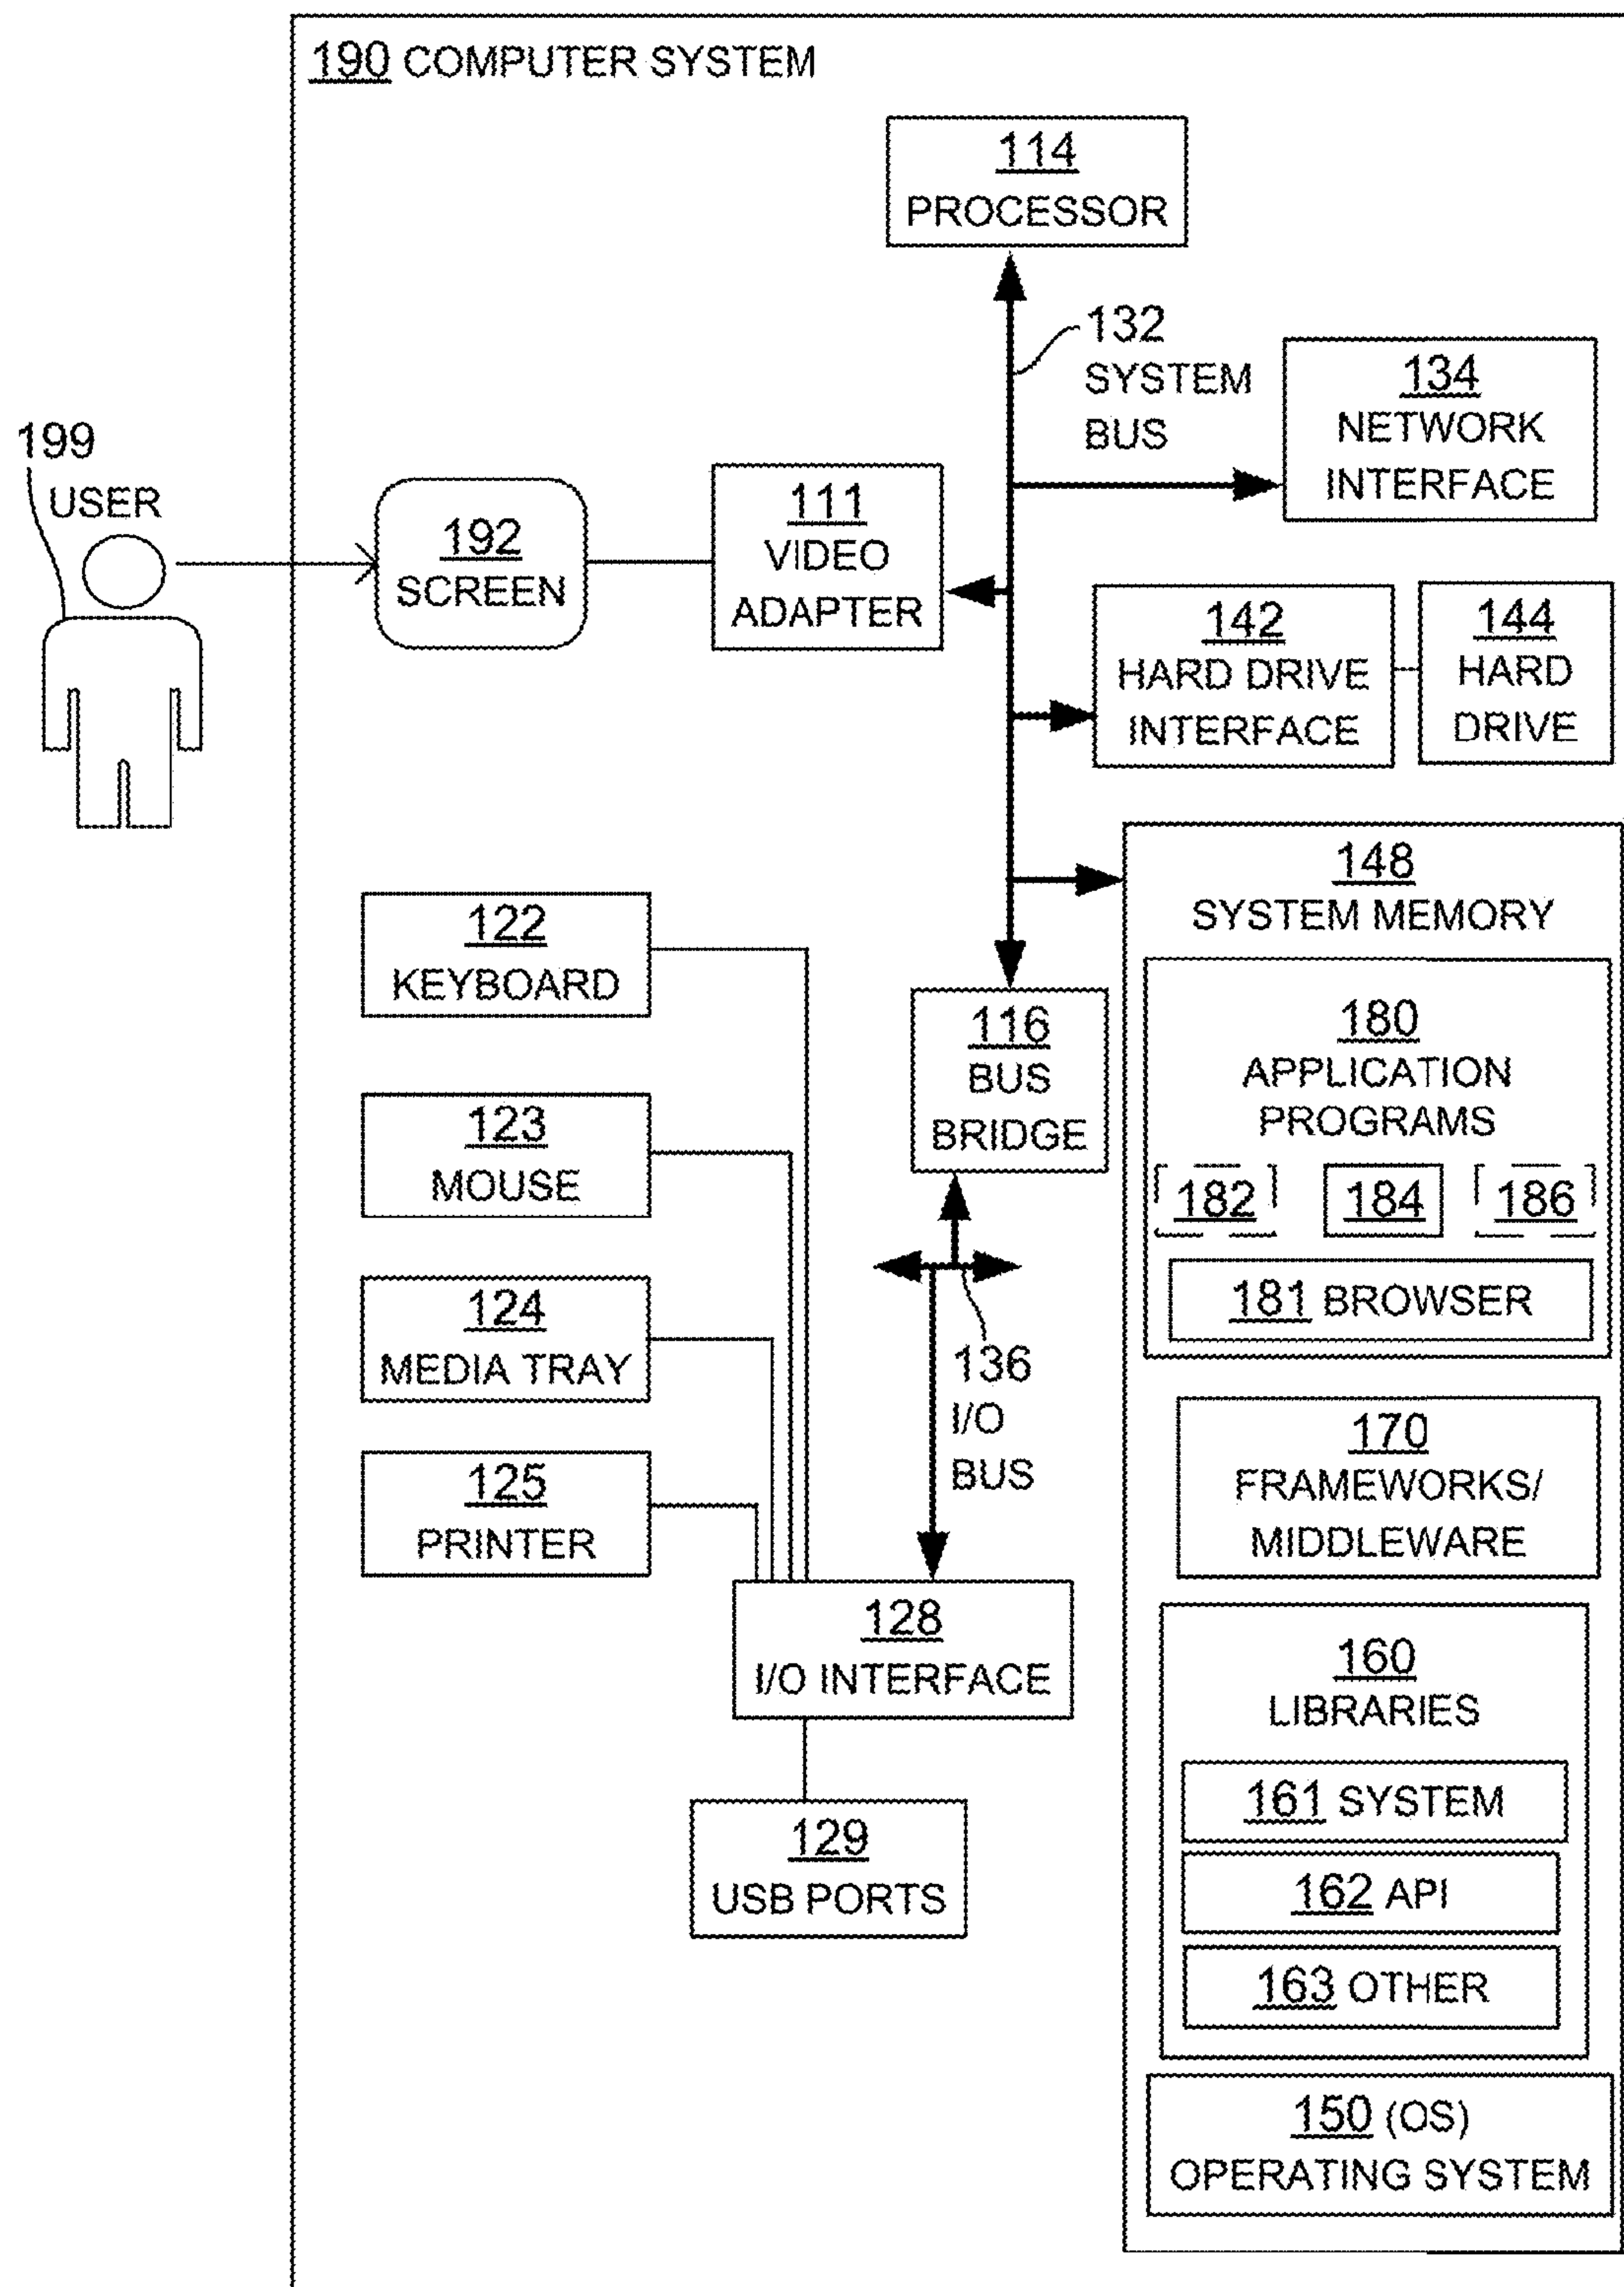 190 COMPUTER SYSTEM
114
PROCESSOR
132
SYSTEM
BUS
134
NETWORK
INTERFACE
199
USER
192
SCREEN
111
VIDEO
ADAPTER
142
HARD DRIVE
INTERFACE
144
HARD
DRIVE
148
SYSTEM MEMORY
122
KEYBOARD
116
BUS
BRIDGE
180
APPLICATION
PROGRAMS
182
184
186
181 BROWSER
123
MOUSE
124
MEDIA TRAY
136
I/O
BUS
125
PRINTER
170
FRAMEWORKS/
MIDDLEWARE
128
I/O INTERFACE
160
LIBRARIES
161 SYSTEM
162 API
163 OTHER
129
USB PORTS
150 (OS)
OPERATING SYSTEM